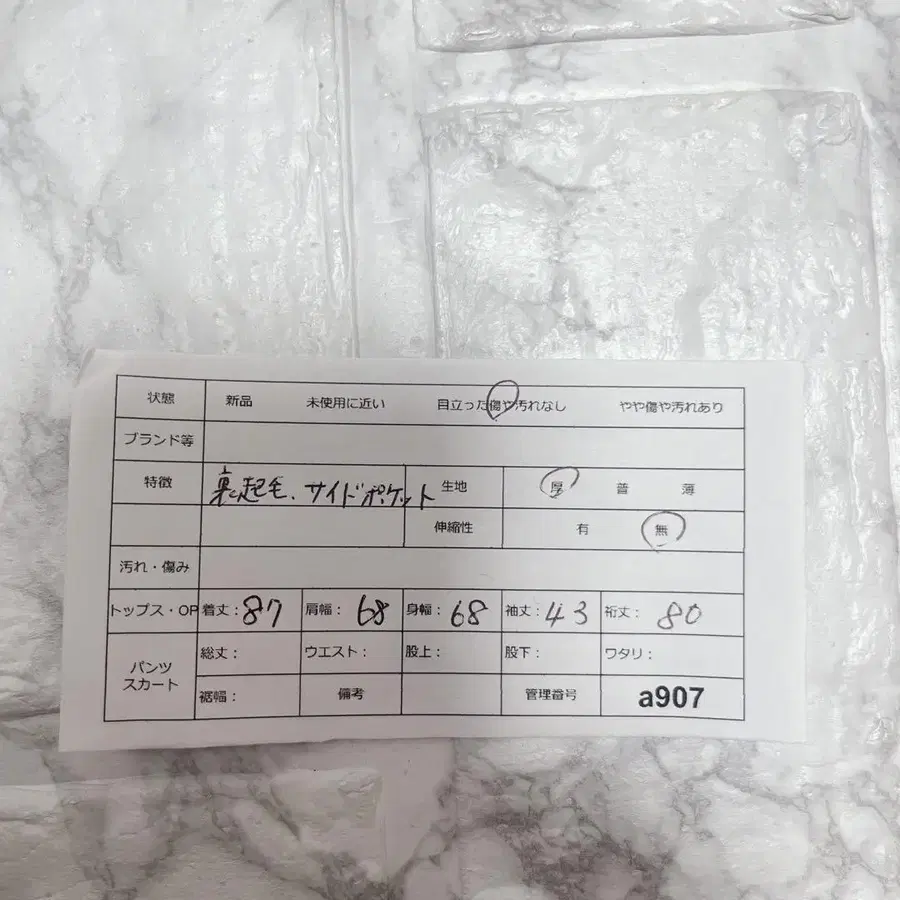 状態 新品 未使用に近い 目立った傷や汚れなし やや傷や汚れあり
ブランド等
特徴 裏起毛、サイドポケット 生地 厚 普 薄
伸縮性 有 無
汚れ・傷み
トップス・OP 着丈：87 肩幅：68 身幅：68 袖丈：43 裄丈：80
パンツ スカート 総丈： ウエスト： 股上： 股下： ワタリ：
裾幅： 備考 管理番号 a907